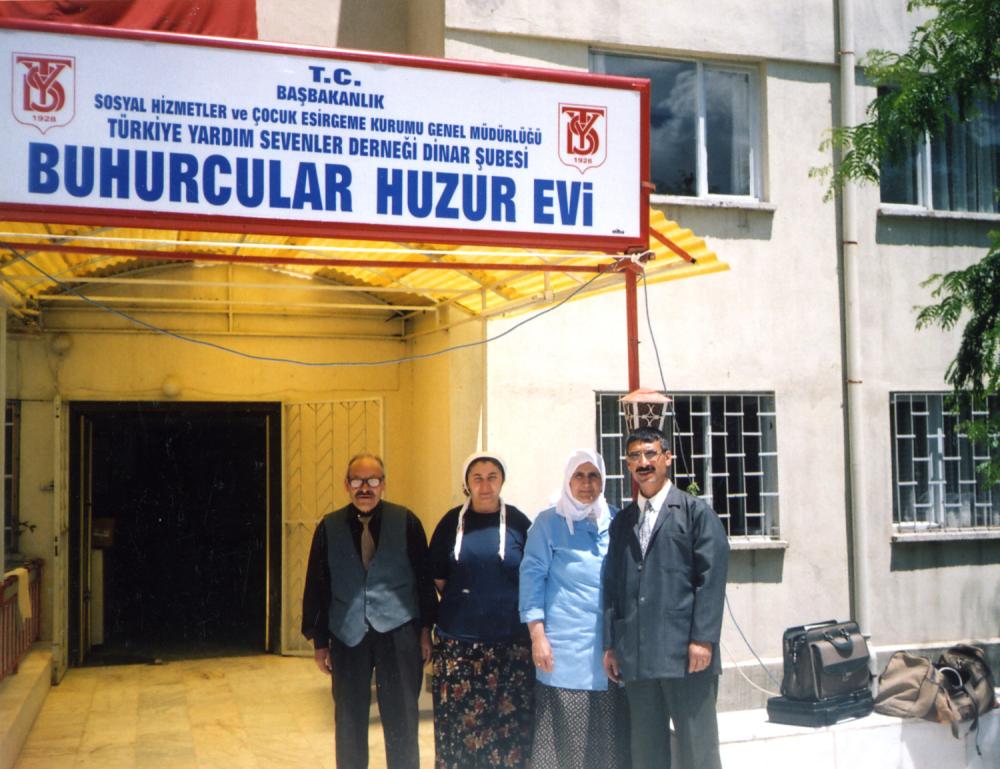 T.C.
BAŞBAKANLIK
SOSYAL HİZMETLER ve ÇOCUK ESİRGEME KURUMU GENEL MÜDÜRLÜĞÜ
TÜRKİYE YARDIM SEVENLER DERNEĞİ DİNAR ŞUBESİ
BUHURCULAR HUZUR EVi
1928
1928